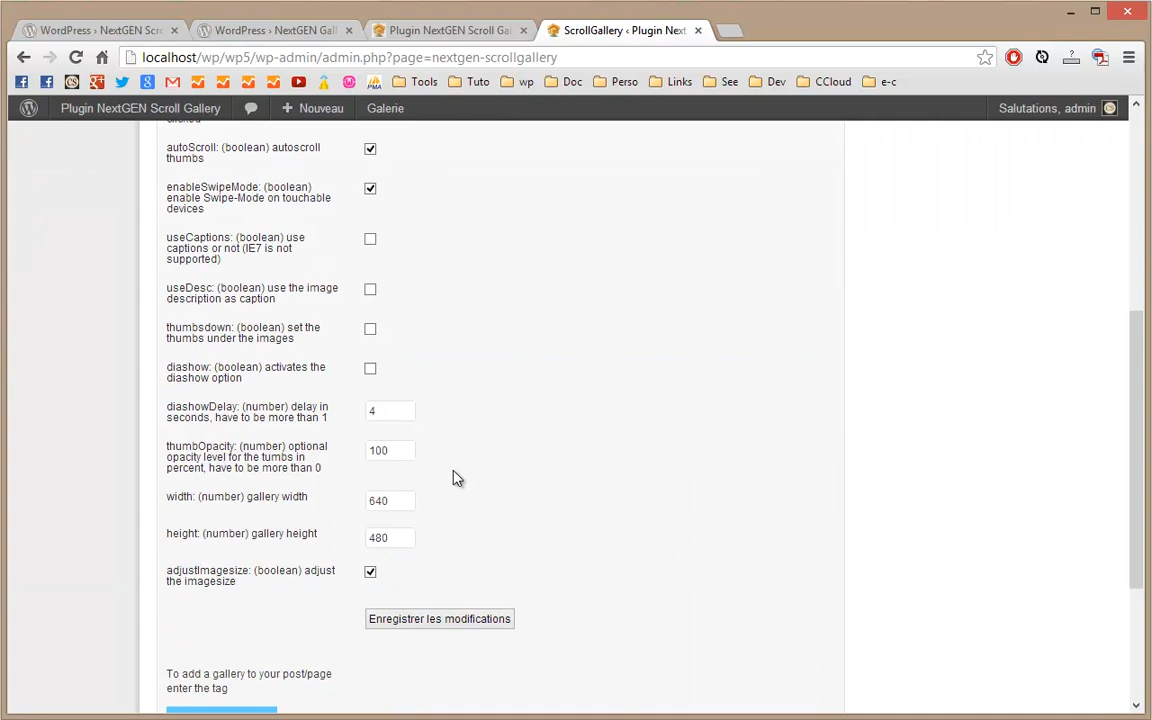 WordPress › NextGEN Scro
WordPress › NextGEN Gall
Plugin NextGEN Scroll Gal
ScrollGallery ‹ Plugin Next
localhost/wp/wp5/wp-admin/admin.php?page=nextgen-scrollgallery
PMA
Tools
Tuto
wp
Doc
Perso
Links
See
Dev
CCloud
e-c
Plugin NextGEN Scroll Gallery
Nouveau
Galerie
Salutations, admin
clicked
autoScroll: (boolean) autoscroll
thumbs
enableSwipeMode: (boolean)
enable Swipe-Mode on touchable
devices
useCaptions: (boolean) use
captions or not (IE7 is not
supported)
useDesc: (boolean) use the image
description as caption
thumbsdown: (boolean) set the
thumbs under the images
diashow: (boolean) activates the
diashow option
diashowDelay: (number) delay in
seconds, have to be more than 1
4
thumbOpacity: (number) optional
opacity level for the tumbs in
percent, have to be more than 0
100
width: (number) gallery width
640
height: (number) gallery height
480
adjustImagesize: (boolean) adjust
the imagesize
Enregistrer les modifications
To add a gallery to your post/page
enter the tag